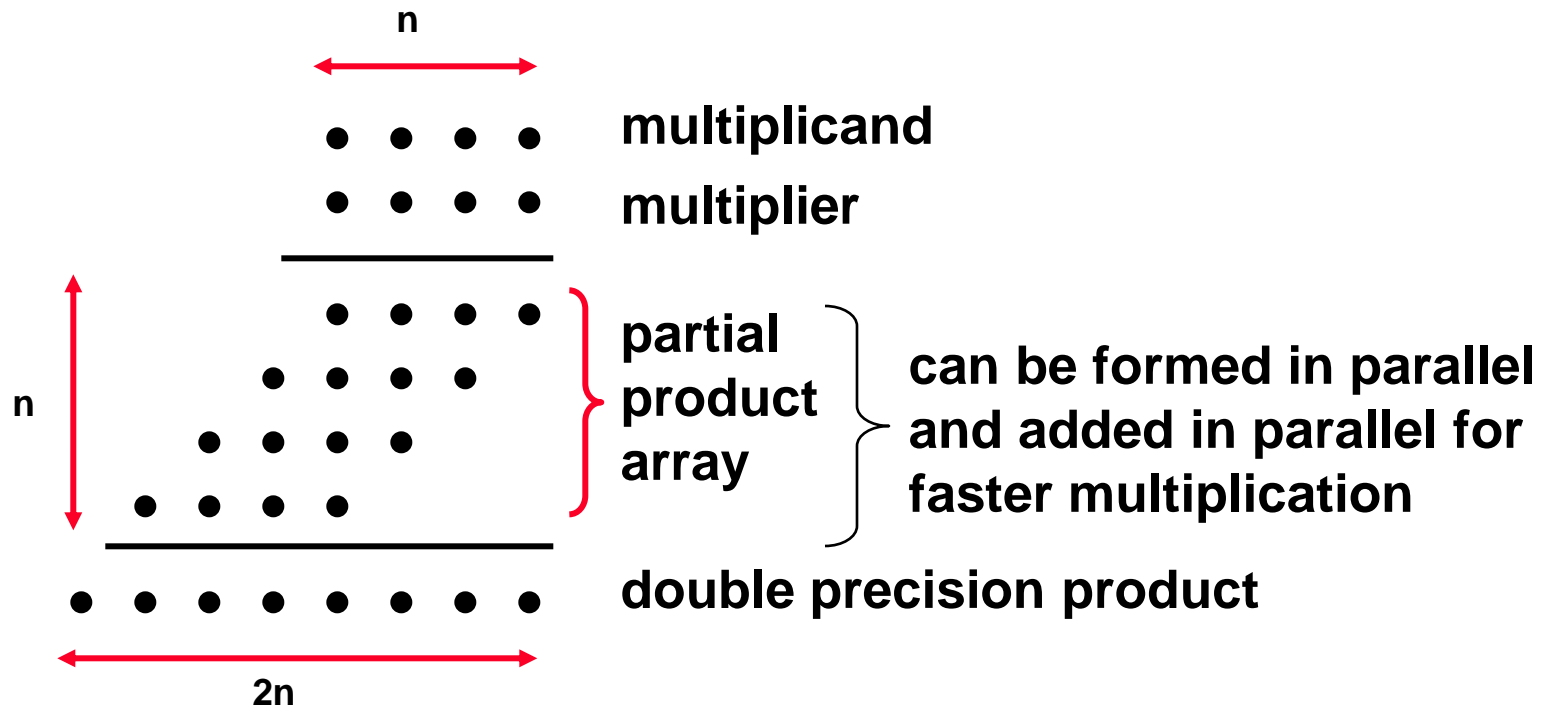 n
multiplicand
multiplier
n
partial
product
array
can be formed in parallel
and added in parallel for
faster multiplication
double precision product
2n